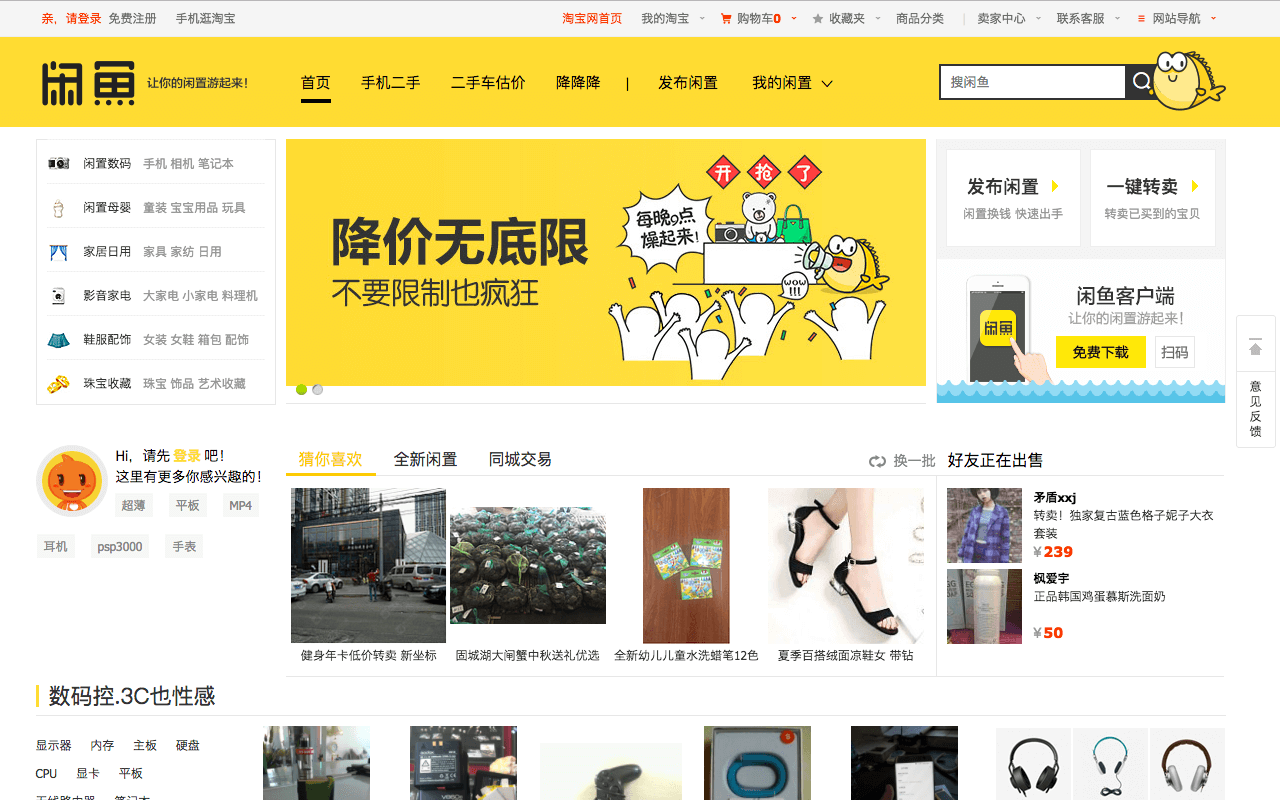 亲，请登录 免费注册 手机逛淘宝 淘宝网首页 我的淘宝 购物车0 收藏夹 商品分类 卖家中心 联系客服 网站导航
闲鱼 让你的闲置游起来！ 首页 手机二手 二手车估价 降降降 | 发布闲置 我的闲置 搜闲鱼
闲置数码 手机 相机 笔记本
闲置母婴 童装 宝宝用品 玩具
家居日用 家具 家纺 日用
影音家电 大家电 小家电 料理机
鞋服配饰 女装 女鞋 箱包 配饰
珠宝收藏 珠宝 饰品 艺术收藏
开抢了
降价无底限
不要限制也疯狂
每晚9点
燥起来!
WOW
!!!
发布闲置
闲置换钱 快速出手
一键转卖
转卖已买到的宝贝
闲鱼
闲鱼客户端
让你的闲置游起来！
免费下载 扫码
意见反馈
Hi，请先 登录 吧！
这里有更多你感兴趣的！
超薄 平板 MP4
耳机 psp3000 手表
猜你喜欢 全新闲置 同城交易 换一批
健身年卡低价转卖 新坐标
固城湖大闸蟹中秋送礼优选
全新幼儿儿童水洗蜡笔12色
夏季百搭绒面凉鞋女 带钻
好友正在出售
矛盾xxj
转卖！独家复古蓝色格子妮子大衣
套装
¥239
枫爱宇
正品韩国鸡蛋慕斯洗面奶
¥50
数码控.3C也性感
显示器 内存 主板 硬盘
CPU 显卡 平板
无线路由器 笔记本